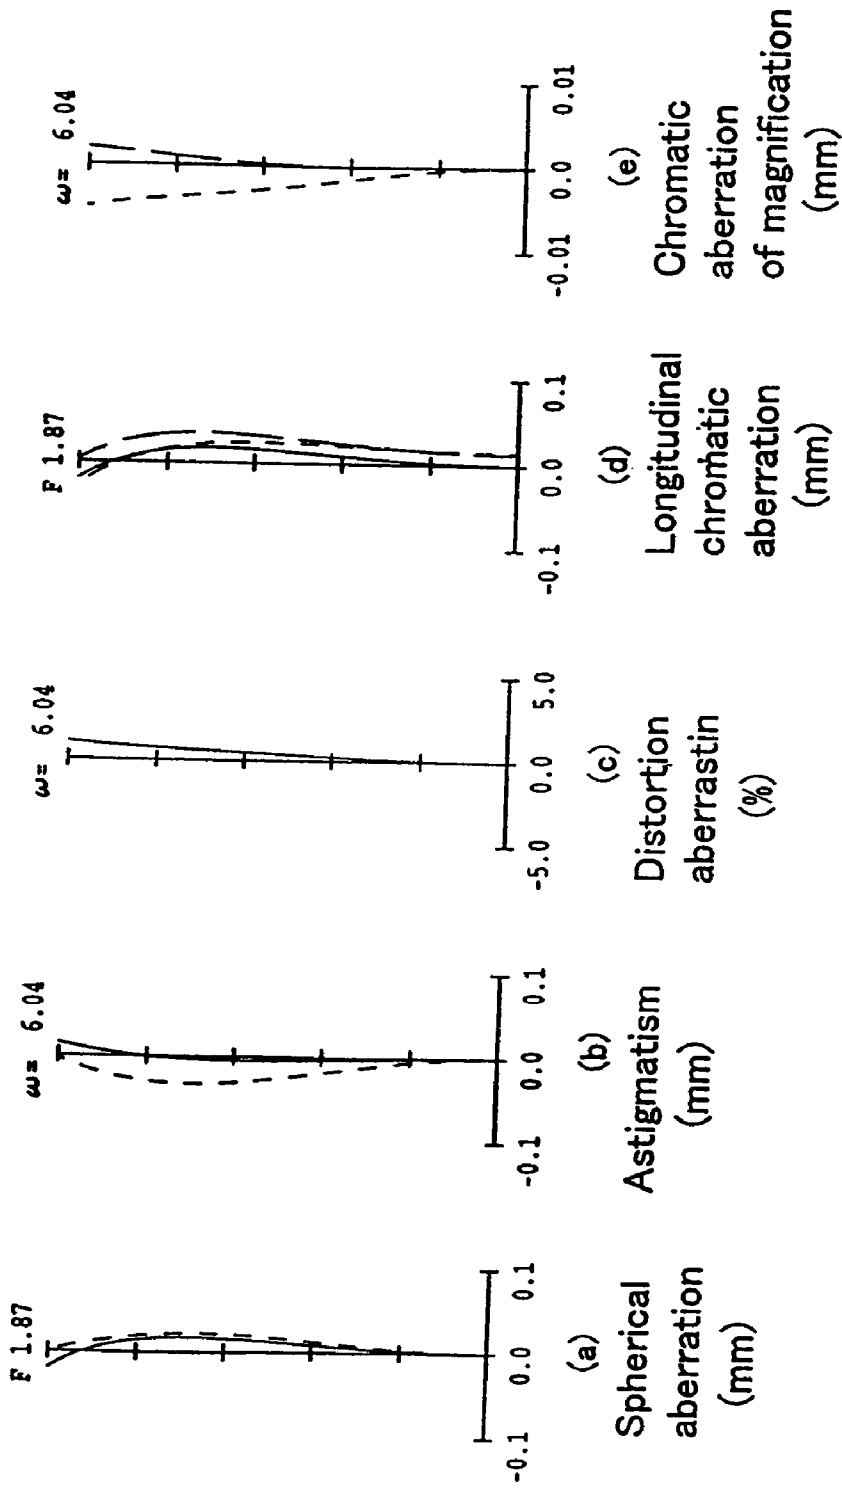 F 1.87
-0.1
0.0
0.1
(a)
Spherical
aberration
(mm)
ω= 6.04
-0.1
0.0
0.1
(b)
Astigmatism
(mm)
ω= 6.04
-5.0
0.0
5.0
(c)
Distortion
aberrastin
(%)
F 1.87
-0.1
0.0
0.1
(d)
Longitudinal
chromatic
aberration
(mm)
ω= 6.04
-0.01
0.0
0.01
(e)
Chromatic
aberration
of magnification
(mm)